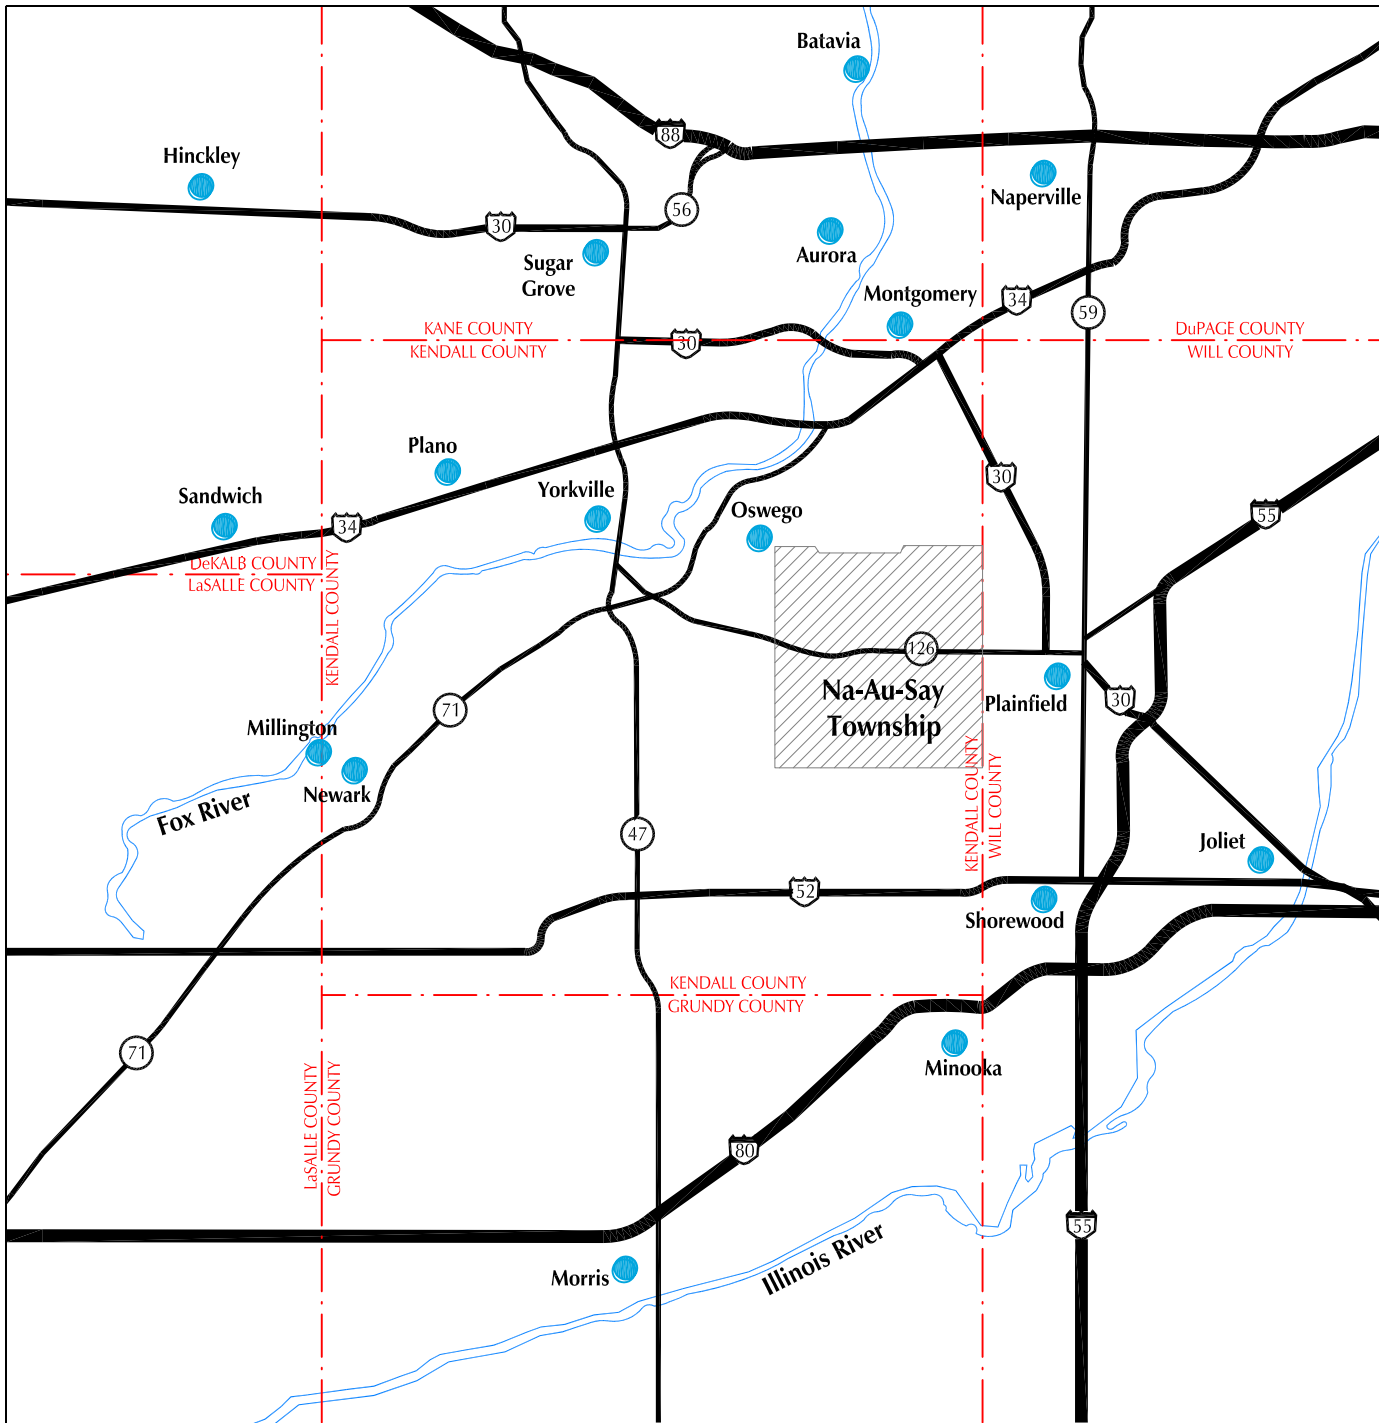 Batavia
88
Hinckley
Naperville
56
30
Sugar
Grove
Aurora
Montgomery
34
59
KANE COUNTY
KENDALL COUNTY
30
DuPAGE COUNTY
WILL COUNTY
Plano
Sandwich
Yorkville
30
Oswego
55
34
DeKALB COUNTY
LaSALLE COUNTY
KENDALL COUNTY
126
Na-Au-Say
Township
Plainfield
30
71
Millington
Newark
Fox River
KENDALL COUNTY
WILL COUNTY
47
Joliet
52
Shorewood
KENDALL COUNTY
GRUNDY COUNTY
71
Minooka
LaSALLE COUNTY
GRUNDY COUNTY
80
55
Illinois River
Morris